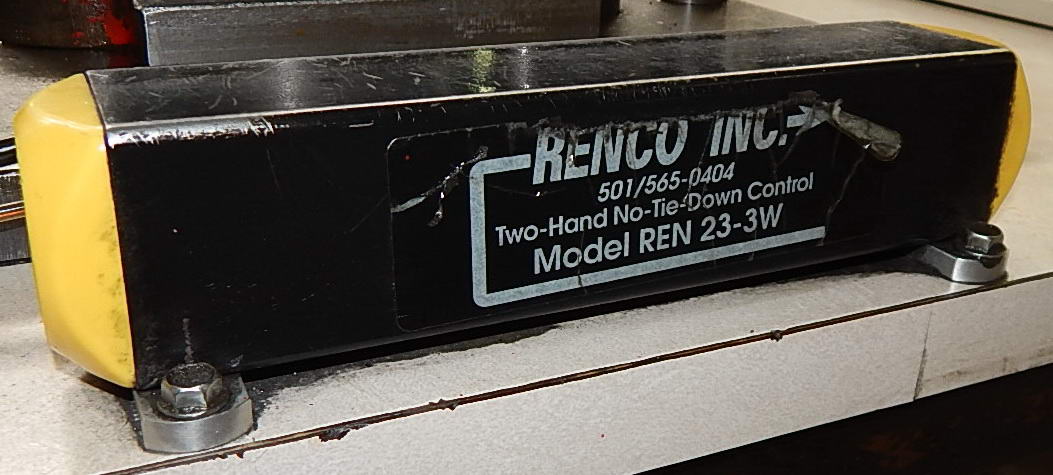 RENCO INC.
501/565-0404
Two-Hand No-Tie-Down Control
Model REN 23-3W